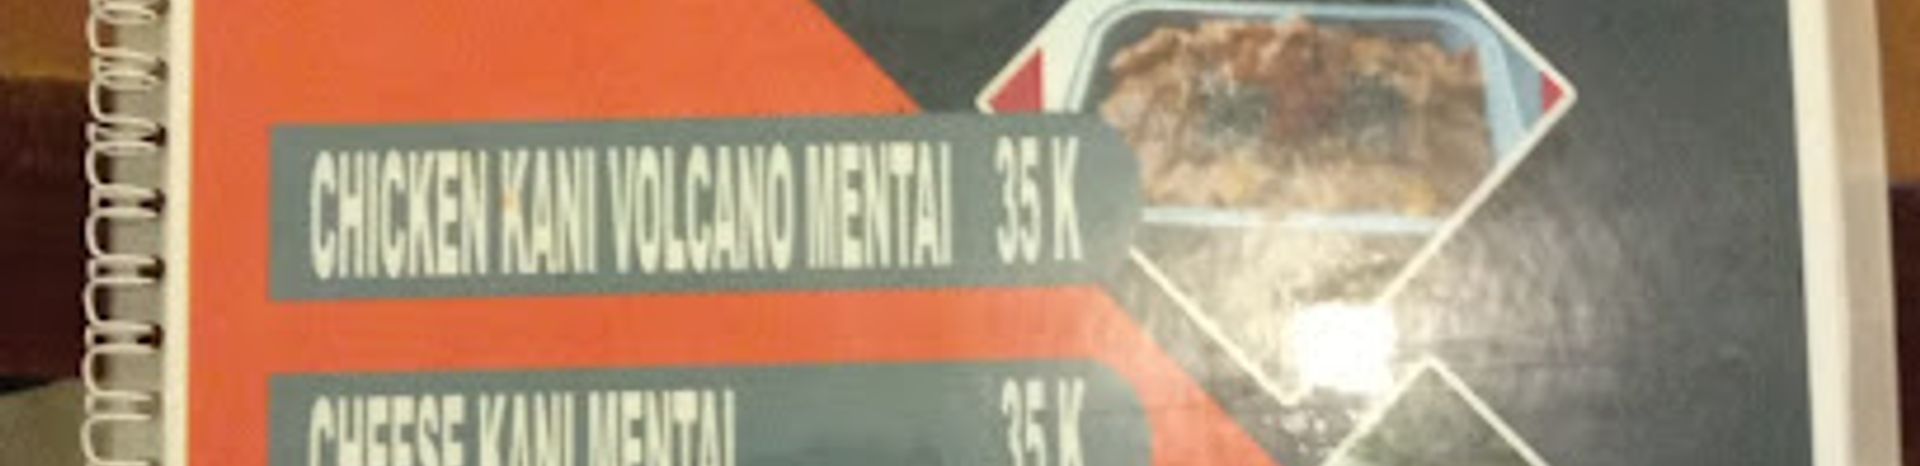 CHICKEN KANI VOLCANO MENTAI 35 K
CHEESE KANI MENTAI 35 K